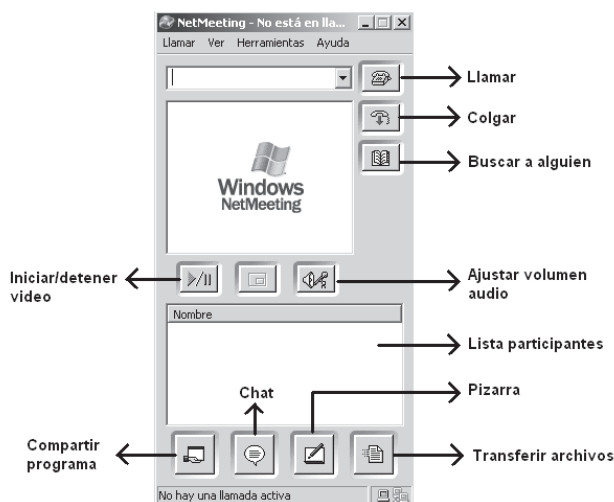 NetMeeting - No está en lla...
Llamar Ver Herramientas Ayuda
Llamar
Colgar
Buscar a alguien
Windows
NetMeeting
Iniciar/detener
video
Ajustar volumen
audio
Nombre
Lista participantes
Chat
Pizarra
Compartir
programa
Transferir archivos
No hay una llamada activa